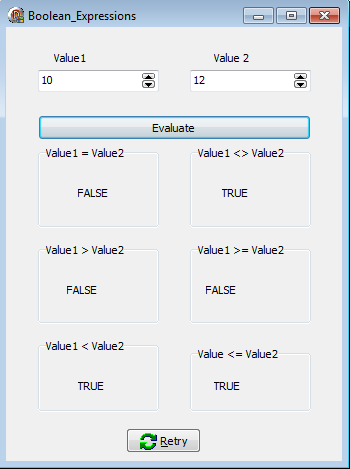 Boolean_Expressions
Value1 Value 2
10 12
Evaluate
Value1 = Value2 Value1 <> Value2
FALSE TRUE
Value1 > Value2 Value1 >= Value2
FALSE FALSE
Value1 < Value2 Value <= Value2
TRUE TRUE
Retry